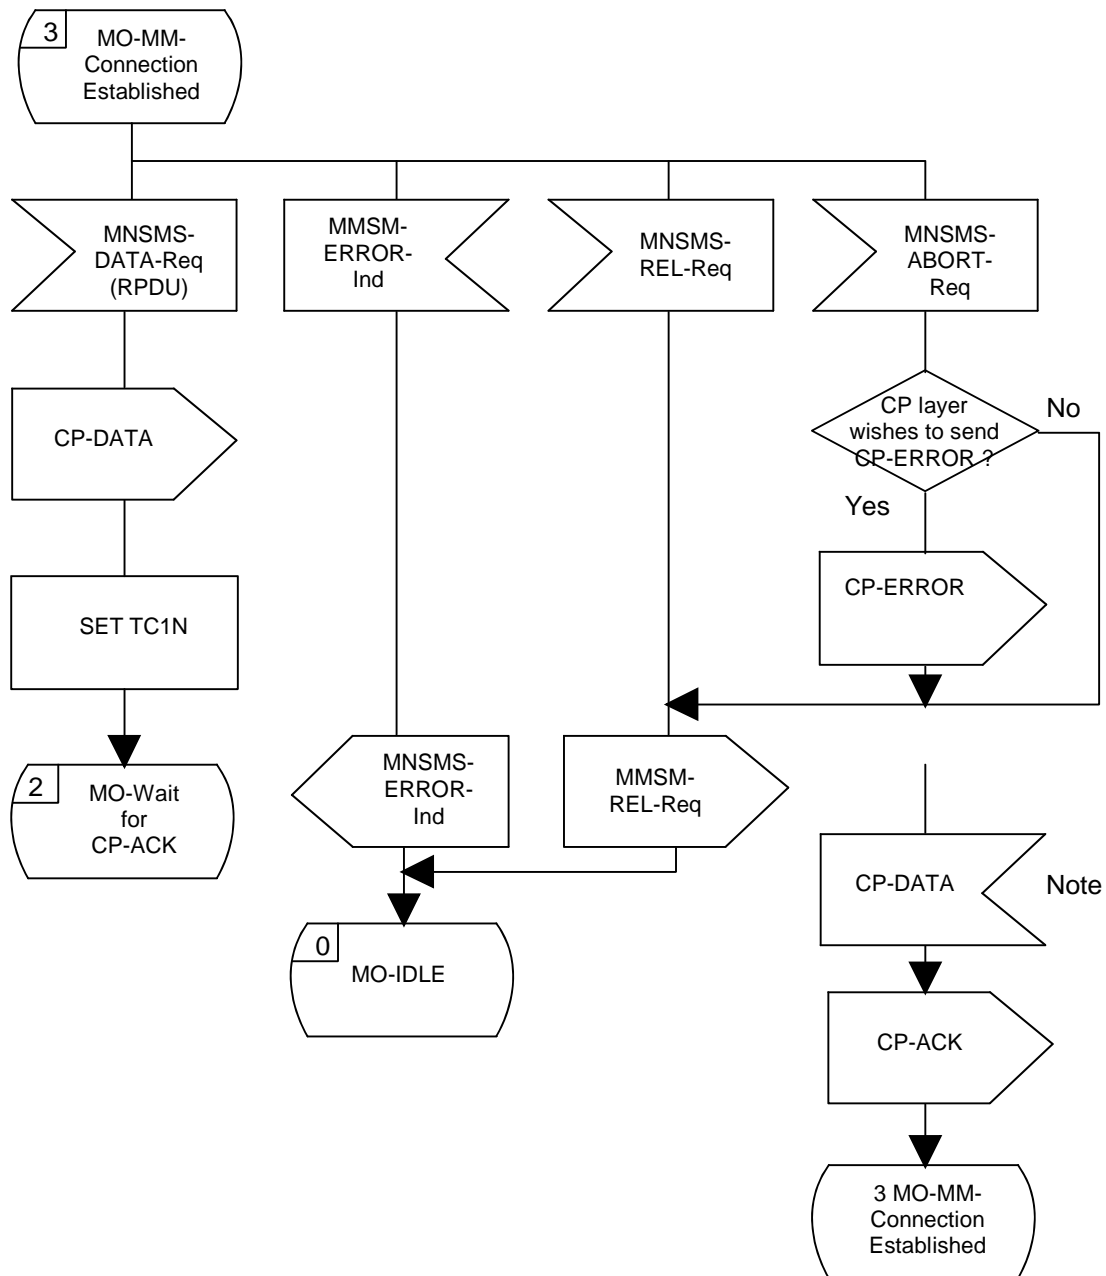 3
MO-MM-
Connection
Established
MNSMS-
DATA-Req
(RPDU)
MMSM-
ERROR-
Ind
MNSMS-
REL-Req
MNSMS-
ABORT-
Req
CP-DATA
CP layer
wishes to send
CP-ERROR ?
No
Yes
SET TC1N
CP-ERROR
2
MO-Wait
for
CP-ACK
MNSMS-
ERROR-
Ind
MMSM-
REL-Req
CP-DATA
Note
0
MO-IDLE
CP-ACK
3 MO-MM-
Connection
Established